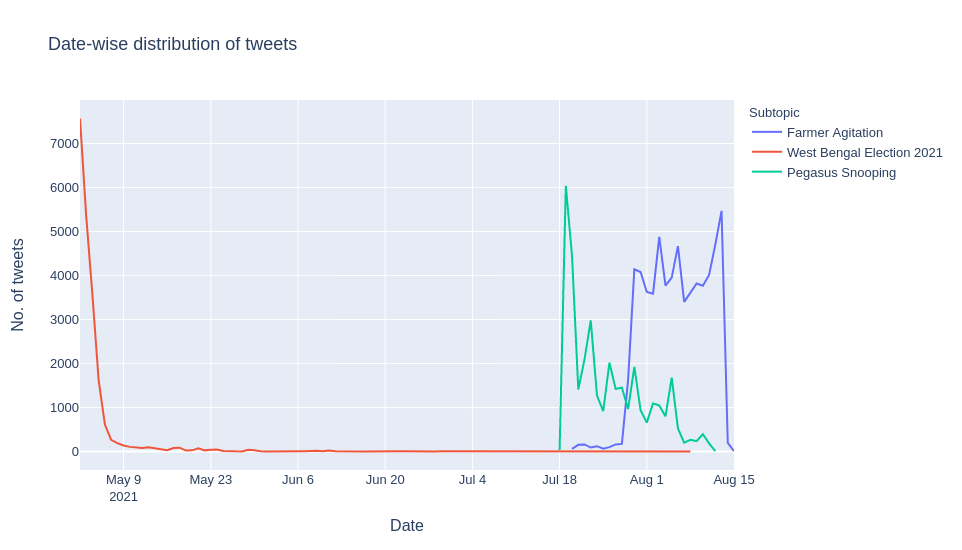 Date-wise distribution of tweets
Subtopic
Farmer Agitation
West Bengal Election 2021
Pegasus Snooping
No. of tweets
7000
6000
5000
4000
3000
2000
1000
0
May 9
2021
May 23
Jun 6
Jun 20
Jul 4
Jul 18
Aug 1
Aug 15
Date